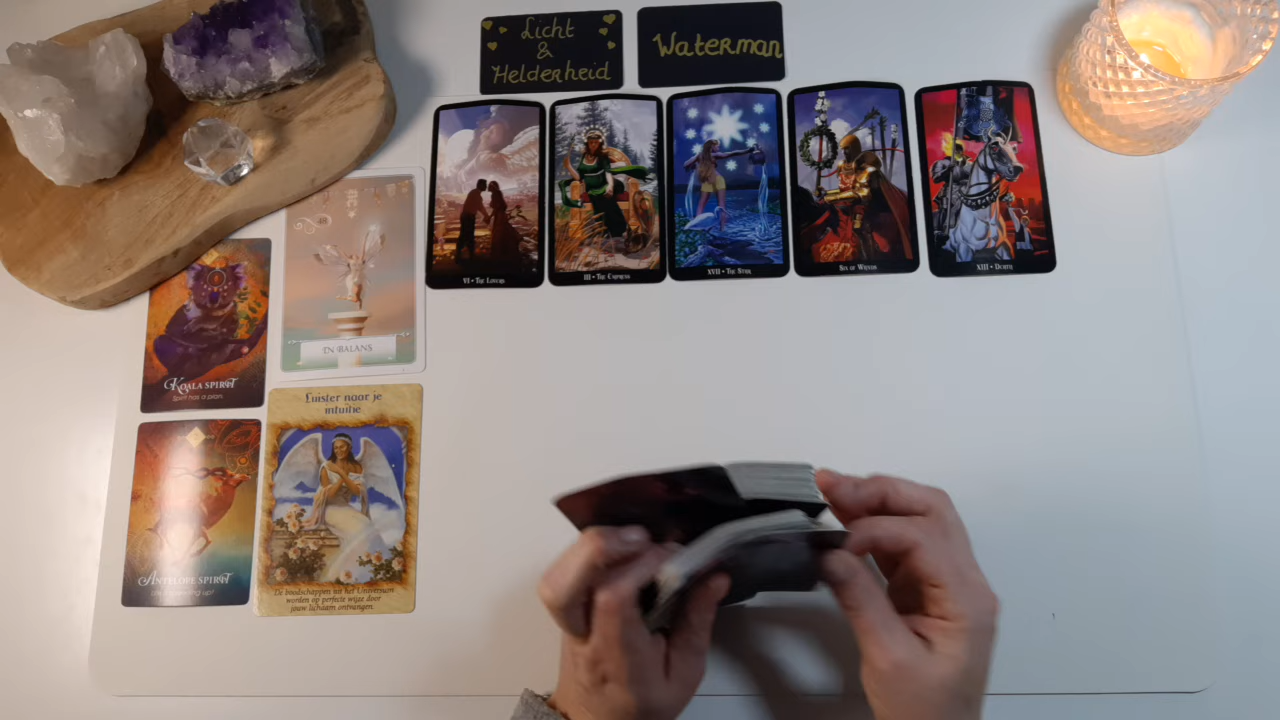 Licht
&
Helderheid
Waterman
VI • The Lovers
III • The Empress
XVII • The Star
Six of Wands
XIII • Death
48
In Balans
Koala Spirit
Spirit has a plan.
Luister naar je
intuïtie
De boodschappen uit het Universum
worden op perfecte wijze door
jouw lichaam ontvangen.
Antelope Spirit